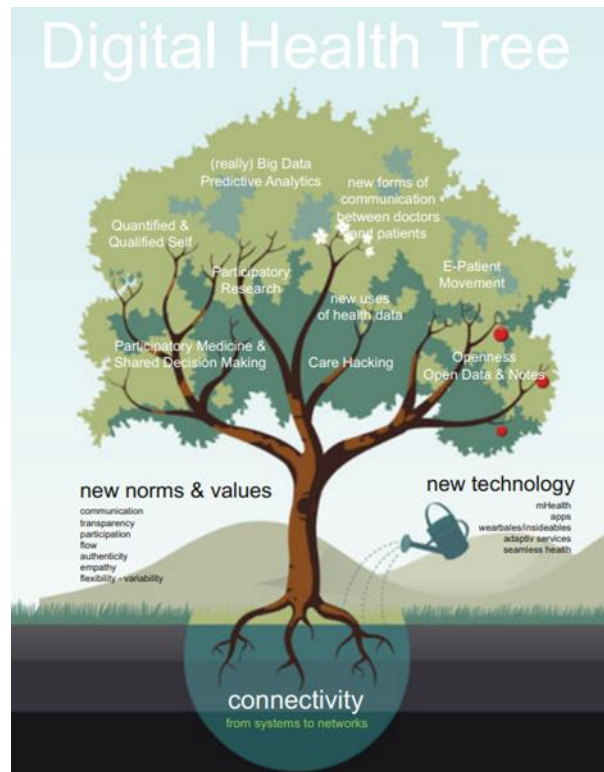 Digital Health Tree
(really) Big Data
Predictive Analytics
new forms of
communication
between doctors
and patients
Quantified &
Qualified Self
Participatory
Research
E-Patient
Movement
new uses
of health data
Participatory Medicine &
Shared Decision Making
Care Hacking
Openness
Open Data & Notes
new norms & values
communication
transparency
participation
flow
authenticity
empathy
flexibility - variability
new technology
mHealth
apps
wearbales/insideables
adaptiv services
seamless health
connectivity
from systems to networks